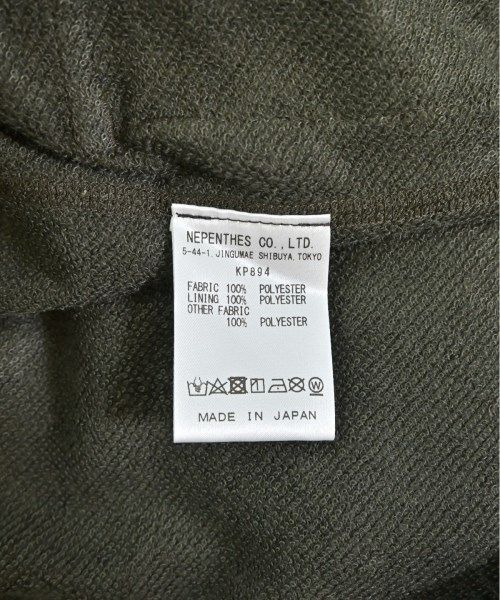 NEPENTHES CO.,LTD.
5-44-1, JINGUMAE SHIBUYA, TOKYO
KP894
FABRIC 100% POLYESTER
LINING 100% POLYESTER
OTHER FABRIC
100% POLYESTER
MADE IN JAPAN